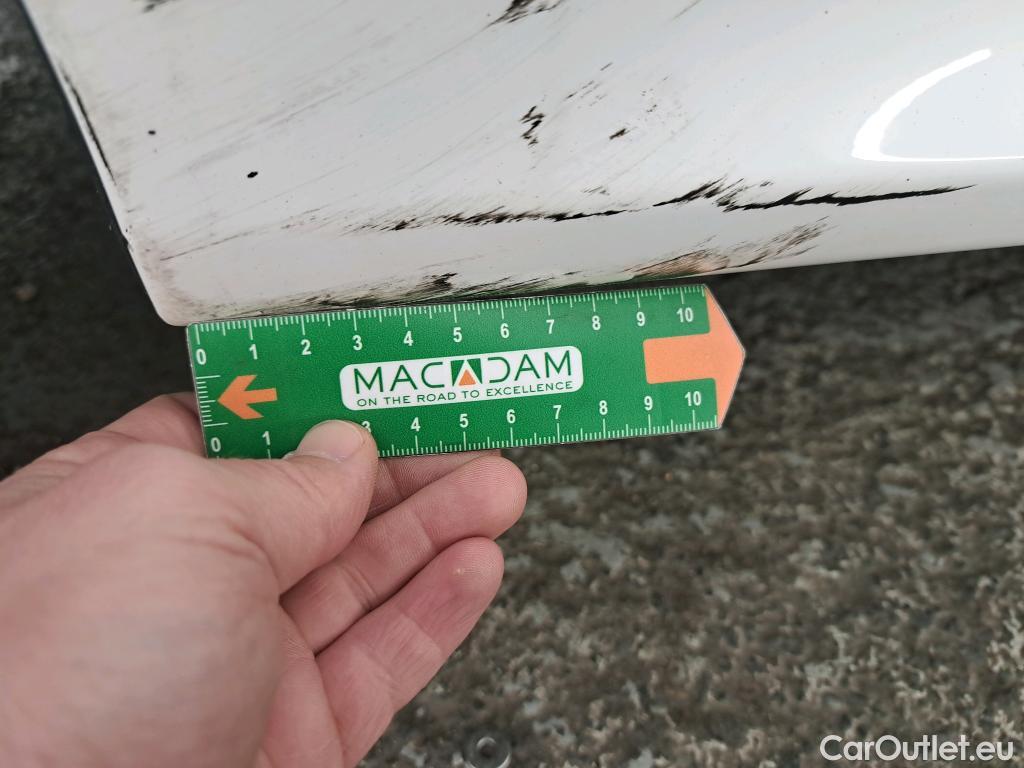 0 1 2 3 4 5 6 7 8 9 10
MACADAM
ON THE ROAD TO EXCELLENCE
0 1 3 4 5 6 7 8 9 10
CarOutlet.eu